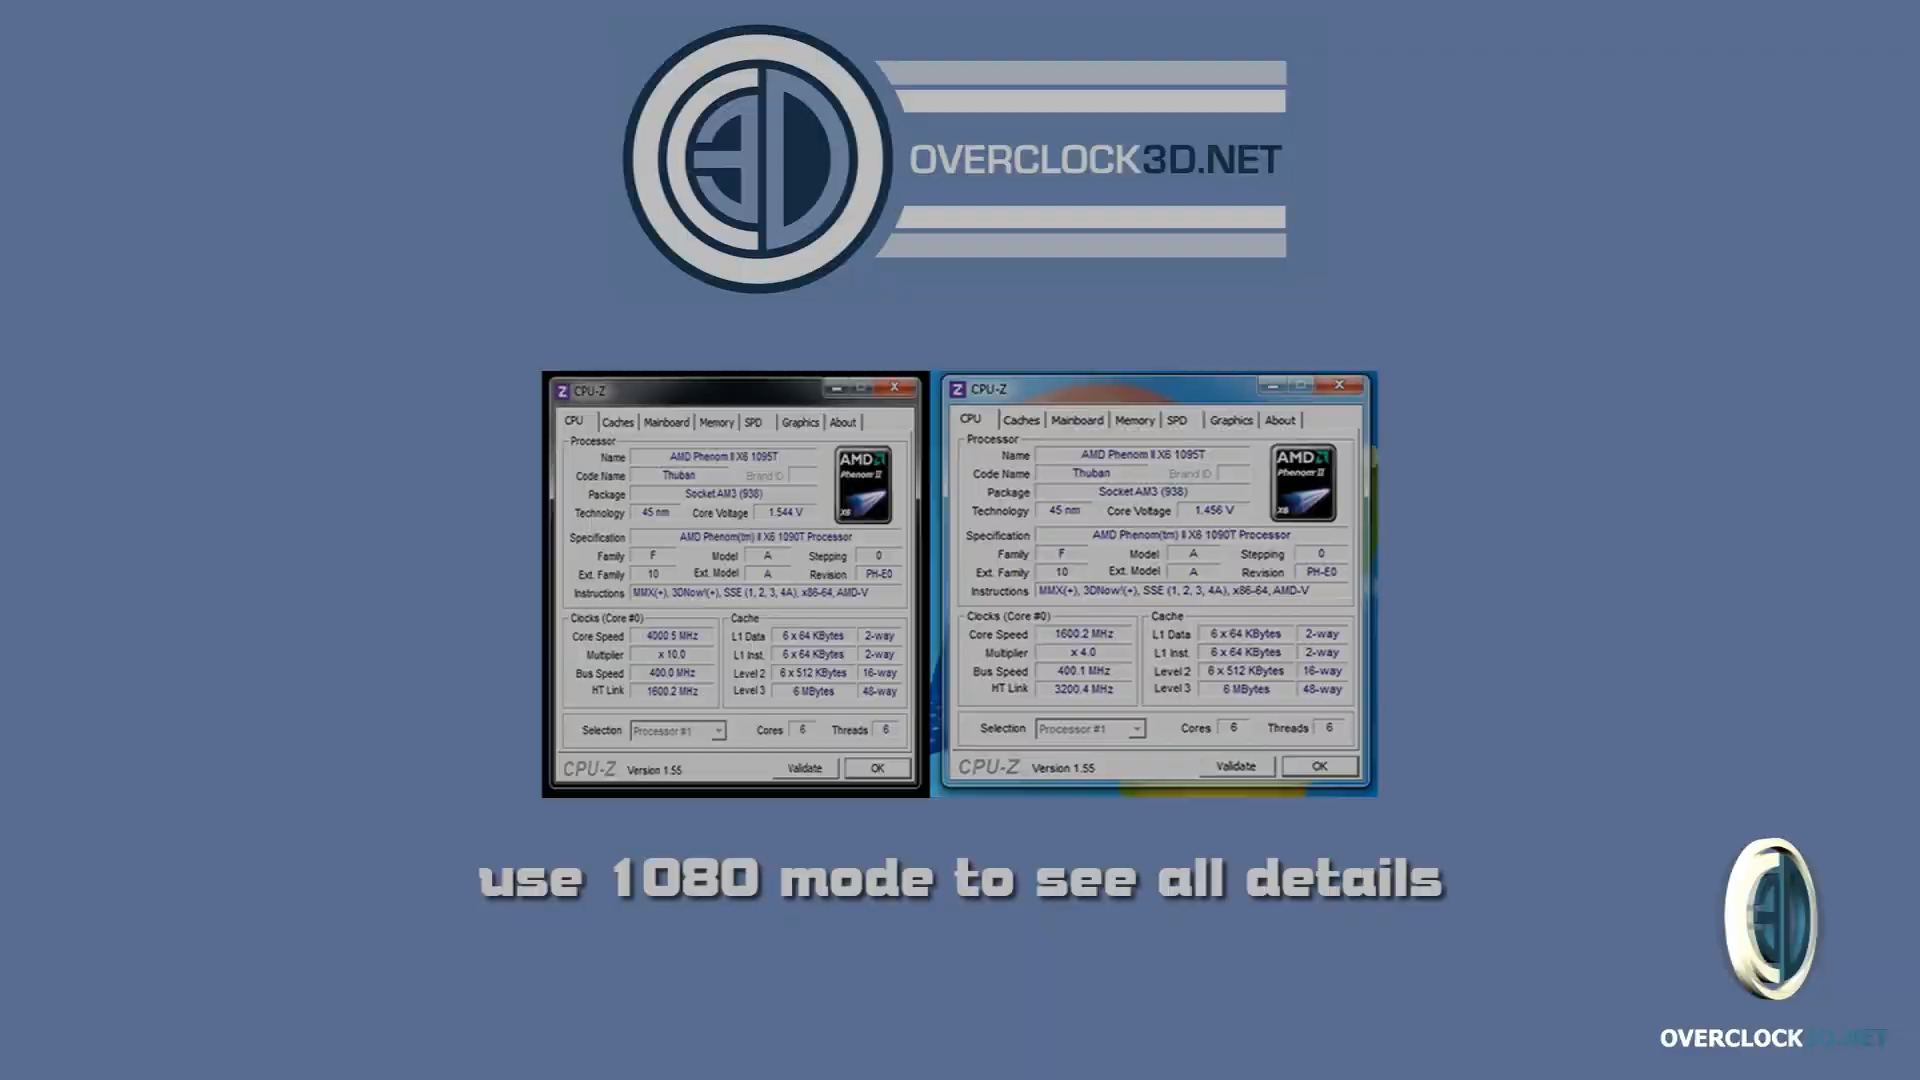 OVERCLOCK3D.NET
CPU-Z
CPU Caches Mainboard Memory SPD Graphics About
Processor
Name AMD Phenom II X6 1095T
Code Name Thuban Brand ID
Package Socket AM3 (938)
Technology 45 nm Core Voltage 1.544 V
AMD Phenom II X6
Specification AMD Phenom(tm) II X6 1090T Processor
Family F Model A Stepping 0
Ext. Family 10 Ext. Model A Revision PH-E0
Instructions MMX(+), 3DNow!(+), SSE (1, 2, 3, 4A), x86-64, AMD-V
Clocks (Core #0) Cache
Core Speed 4000.5 MHz L1 Data 6 x 64 KBytes 2-way
Multiplier x 10.0 L1 Inst. 6 x 64 KBytes 2-way
Bus Speed 400.0 MHz Level 2 6 x 512 KBytes 16-way
HT Link 1600.2 MHz Level 3 6 MBytes 48-way
Selection Processor #1 Cores 6 Threads 6
CPU-Z Version 1.55 Validate OK
CPU-Z
CPU Caches Mainboard Memory SPD Graphics About
Processor
Name AMD Phenom II X6 1095T
Code Name Thuban Brand ID
Package Socket AM3 (938)
Technology 45 nm Core Voltage 1.456 V
AMD Phenom II X6
Specification AMD Phenom(tm) II X6 1090T Processor
Family F Model A Stepping 0
Ext. Family 10 Ext. Model A Revision PH-E0
Instructions MMX(+), 3DNow!(+), SSE (1, 2, 3, 4A), x86-64, AMD-V
Clocks (Core #0) Cache
Core Speed 1600.2 MHz L1 Data 6 x 64 KBytes 2-way
Multiplier x 4.0 L1 Inst. 6 x 64 KBytes 2-way
Bus Speed 400.1 MHz Level 2 6 x 512 KBytes 16-way
HT Link 3200.4 MHz Level 3 6 MBytes 48-way
Selection Processor #1 Cores 6 Threads 6
CPU-Z Version 1.55 Validate OK
use 1080 mode to see all details
OVERCLOCK3D.NET